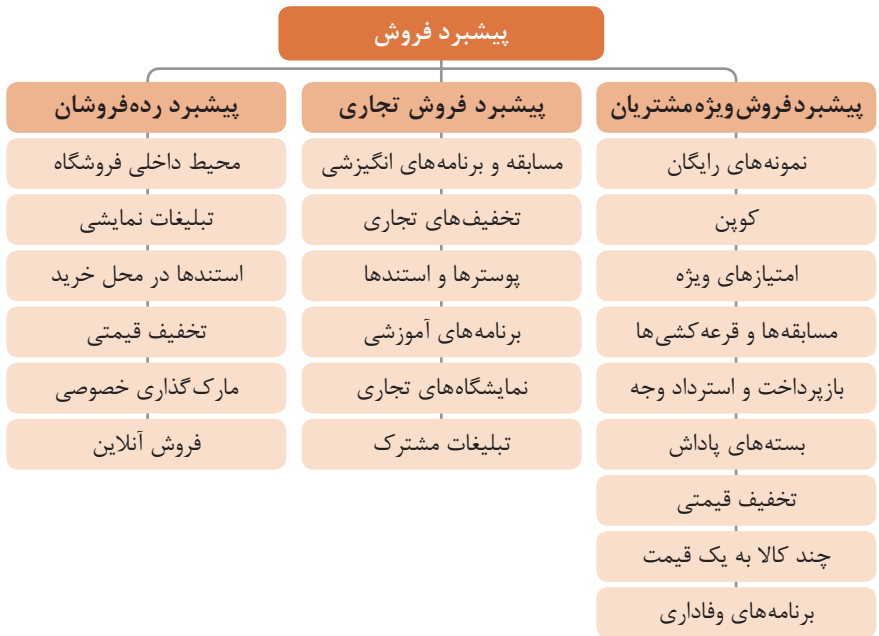 پیشبرد فروش
پیشبردفروش‌ویژه‌مشتریان
نمونه‌های رایگان
کوپن
امتیازهای ویژه
مسابقه‌ها و قرعه‌کشی‌ها
بازپرداخت و استرداد وجه
بسته‌های پاداش
تخفیف قیمتی
چند کالا به یک قیمت
برنامه‌های وفاداری
پیشبرد فروش تجاری
مسابقه و برنامه‌های انگیزشی
تخفیف‌های تجاری
پوسترها و استندها
برنامه‌های آموزشی
نمایشگاه‌های تجاری
تبلیغات مشترک
پیشبرد رده‌فروشان
محیط داخلی فروشگاه
تبلیغات نمایشی
استندها در محل خرید
تخفیف قیمتی
مارک‌گذاری خصوصی
فروش آنلاین